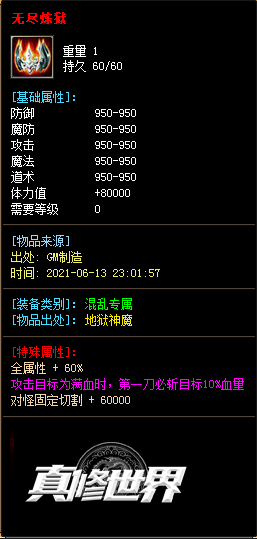 无尽炼狱
重量 1
持久 60/60
[基础属性]:
防御 950-950
魔防 950-950
攻击 950-950
魔法 950-950
道术 950-950
体力值 +80000
需要等级 0
[物品来源]
出处: GM制造
时间: 2021-06-13 23:01:57
[装备类别]: 混乱专属
[物品出处]: 地狱神魔
[特殊属性]:
全属性 + 60%
攻击目标为满血时，第一刀必斩目标10%血量
对怪固定切割 + 60000
真修世界